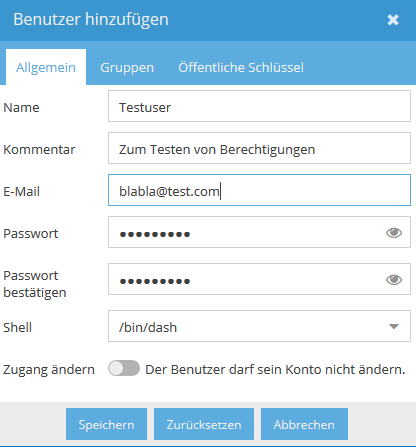 Benutzer hinzufügen
Allgemein Gruppen Öffentliche Schlüssel
Name Testuser
Kommentar Zum Testen von Berechtigungen
E-Mail blabla@test.com
Passwort ●●●●●●●●●
Passwort bestätigen ●●●●●●●●●
Shell /bin/dash
Zugang ändern Der Benutzer darf sein Konto nicht ändern.
Speichern Zurücksetzen Abbrechen